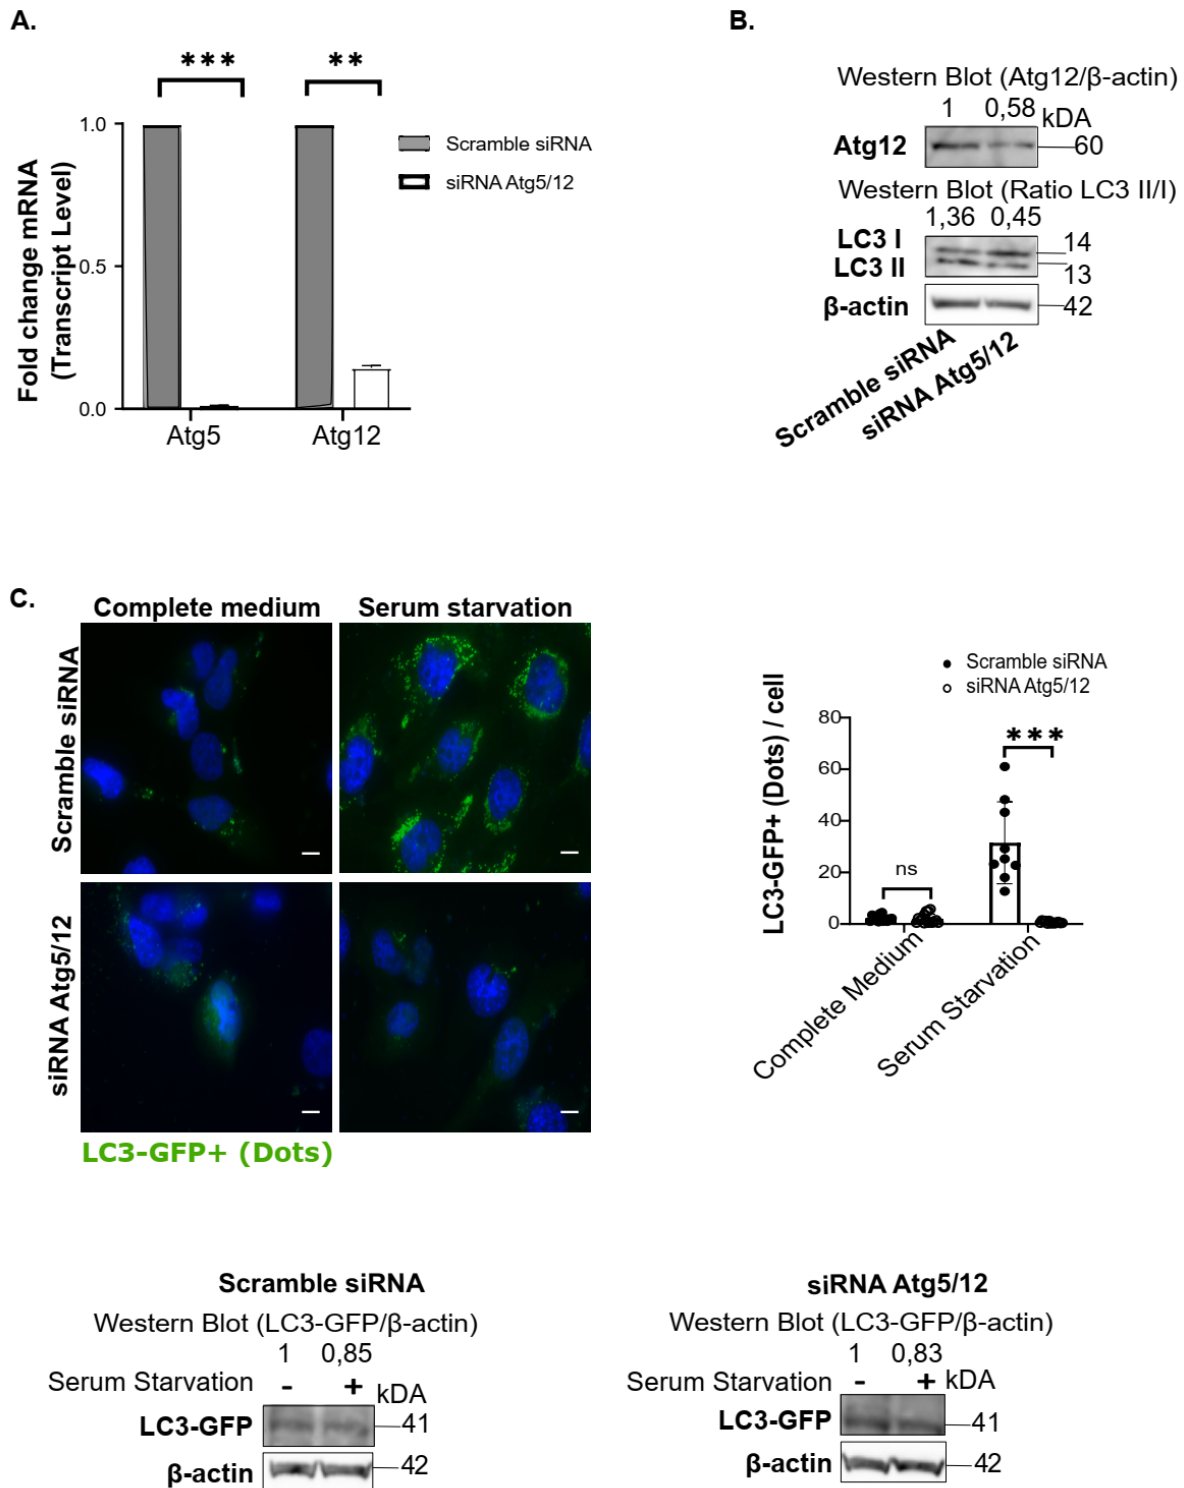 A.
***
**
1.0
0.5
0.0
Fold change mRNA
(Transcript Level)
Atg5
Atg12
Scramble siRNA
siRNA Atg5/12
B.
Western Blot (Atg12/β-actin)
1 0,58 kDA
Atg12 60
Western Blot (Ratio LC3 II/I)
1,36 0,45
LC3 I 14
LC3 II 13
β-actin 42
Scramble siRNA
siRNA Atg5/12
C.
Complete medium Serum starvation
Scramble siRNA
siRNA Atg5/12
LC3-GFP+ (Dots)
Scramble siRNA
siRNA Atg5/12
LC3-GFP+ (Dots) / cell
80
60
40
20
0
ns
***
Complete Medium
Serum Starvation
Scramble siRNA
Western Blot (LC3-GFP/β-actin)
1 0,85
Serum Starvation - + kDA
LC3-GFP 41
β-actin 42
siRNA Atg5/12
Western Blot (LC3-GFP/β-actin)
1 0,83
Serum Starvation - + kDA
LC3-GFP 41
β-actin 42